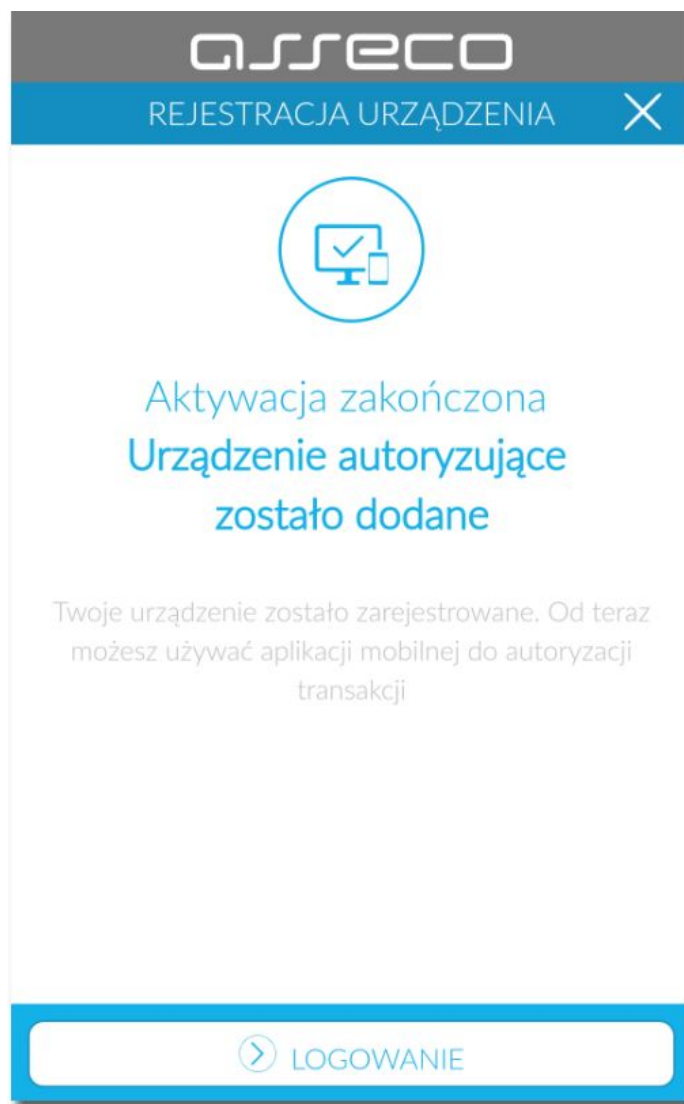 asseco
REJESTRACJA URZĄDZENIA
Aktywacja zakończona
Urządzenie autoryzujące
zostało dodane
Twoje urządzenie zostało zarejestrowane. Od teraz
możesz używać aplikacji mobilnej do autoryzacji
transakcji
LOGOWANIE